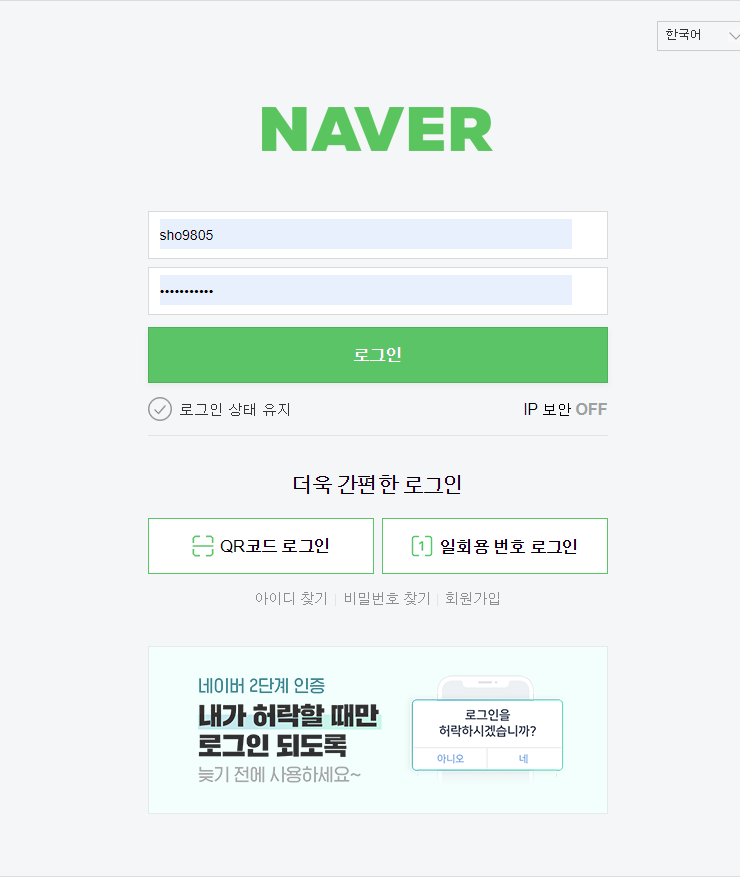 한국어
NAVER
sho9805
•••••••••••
로그인
로그인 상태 유지
IP 보안 OFF
더욱 간편한 로그인
QR코드 로그인
1 일회용 번호 로그인
아이디 찾기 | 비밀번호 찾기 | 회원가입
네이버 2단계 인증
내가 허락할 때만
로그인 되도록
늦기 전에 사용하세요~
로그인을
허락하시겠습니까?
아니오 네